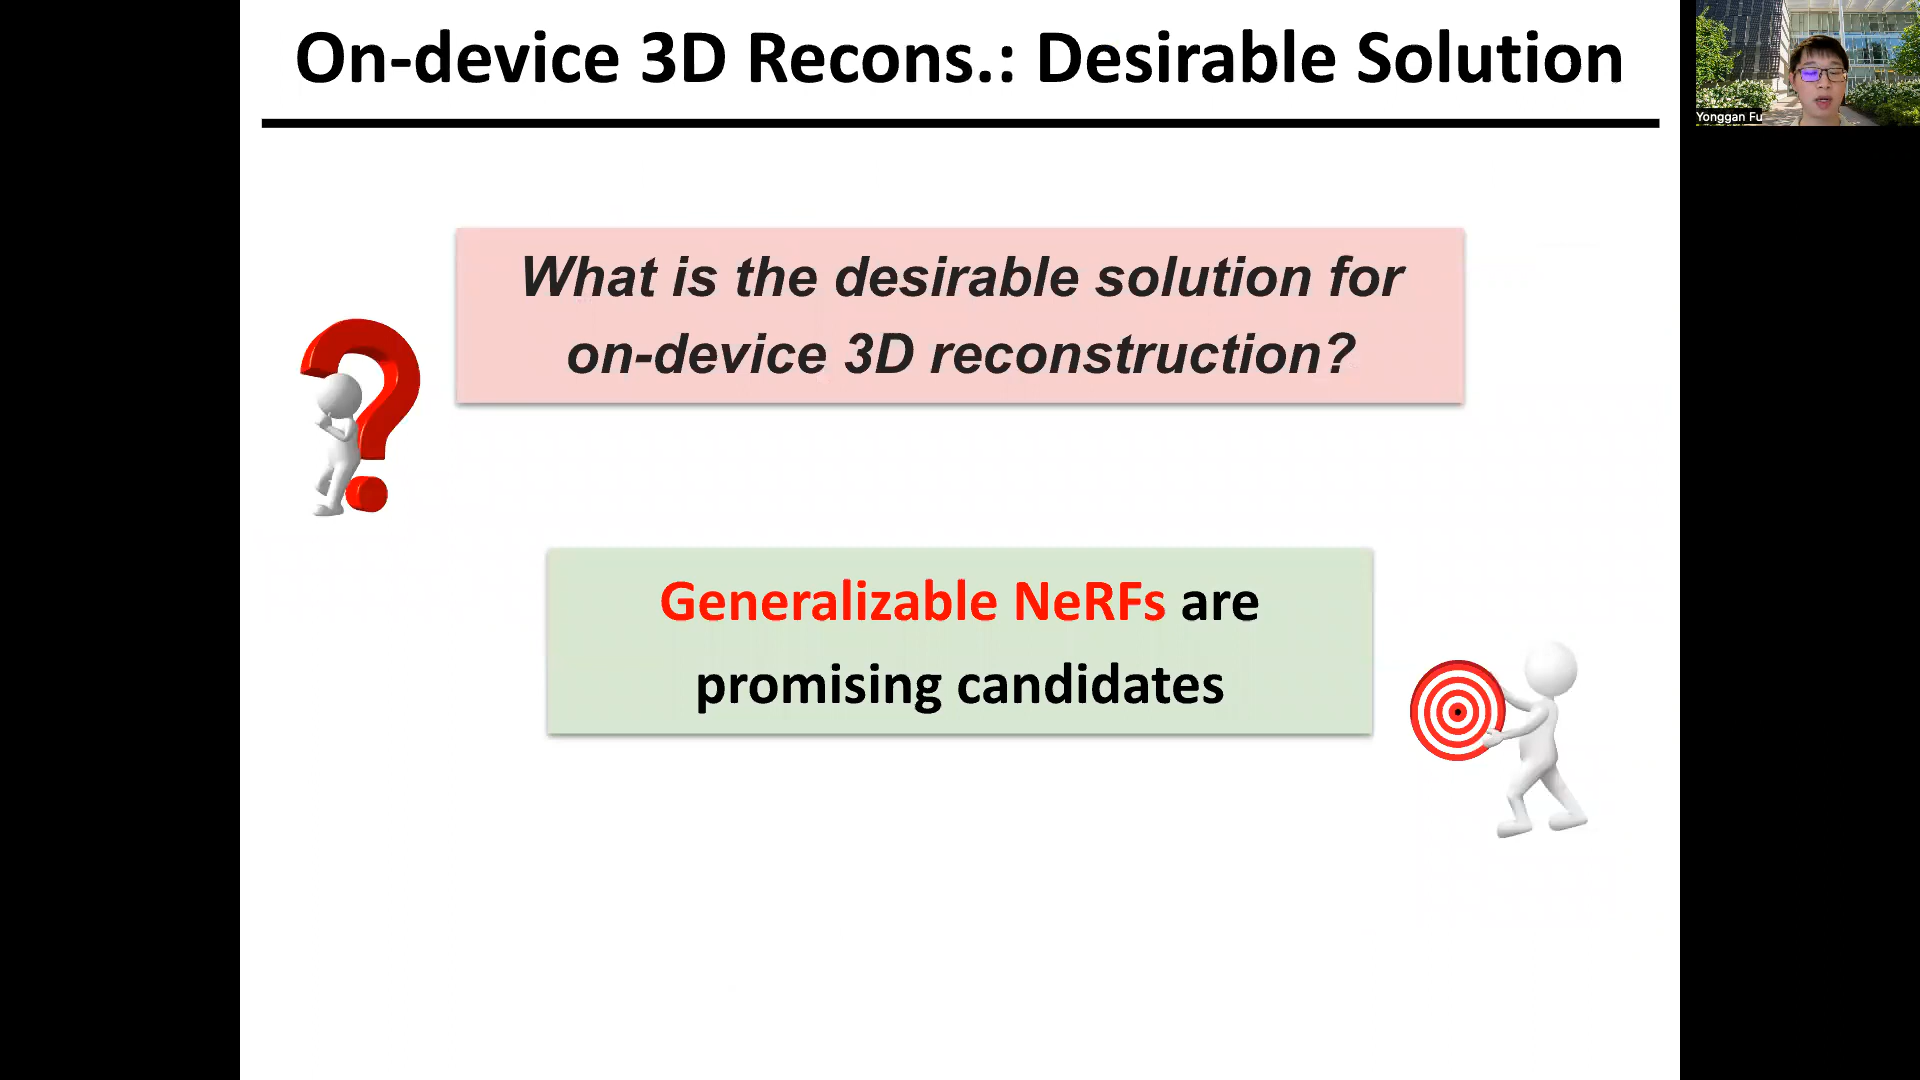 On-device 3D Recons.: Desirable Solution
Yonggan Fu
What is the desirable solution for
on-device 3D reconstruction?
Generalizable NeRFs are
promising candidates